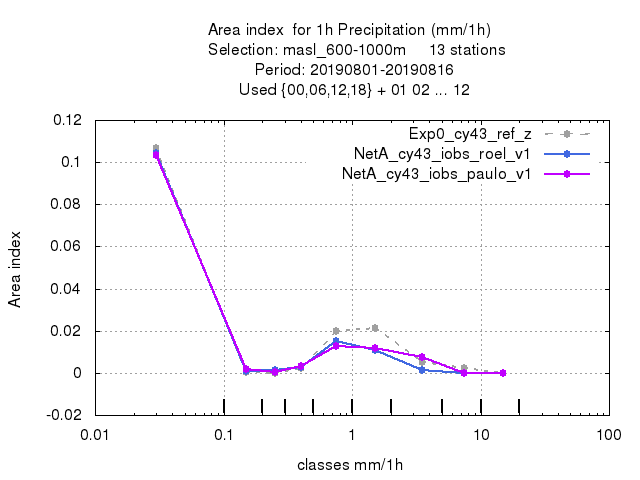 Area index  for 1h Precipitation (mm/1h)
Selection: masl_600-1000m     13 stations
Period: 20190801-20190816
Used {00,06,12,18} + 01 02 ... 12
Exp0_cy43_ref_z
NetA_cy43_iobs_roel_v1
NetA_cy43_iobs_paulo_v1
0.12
0.1
0.08
0.06
0.04
0.02
0
-0.02
Area index
0.01 0.1 1 10 100
classes mm/1h